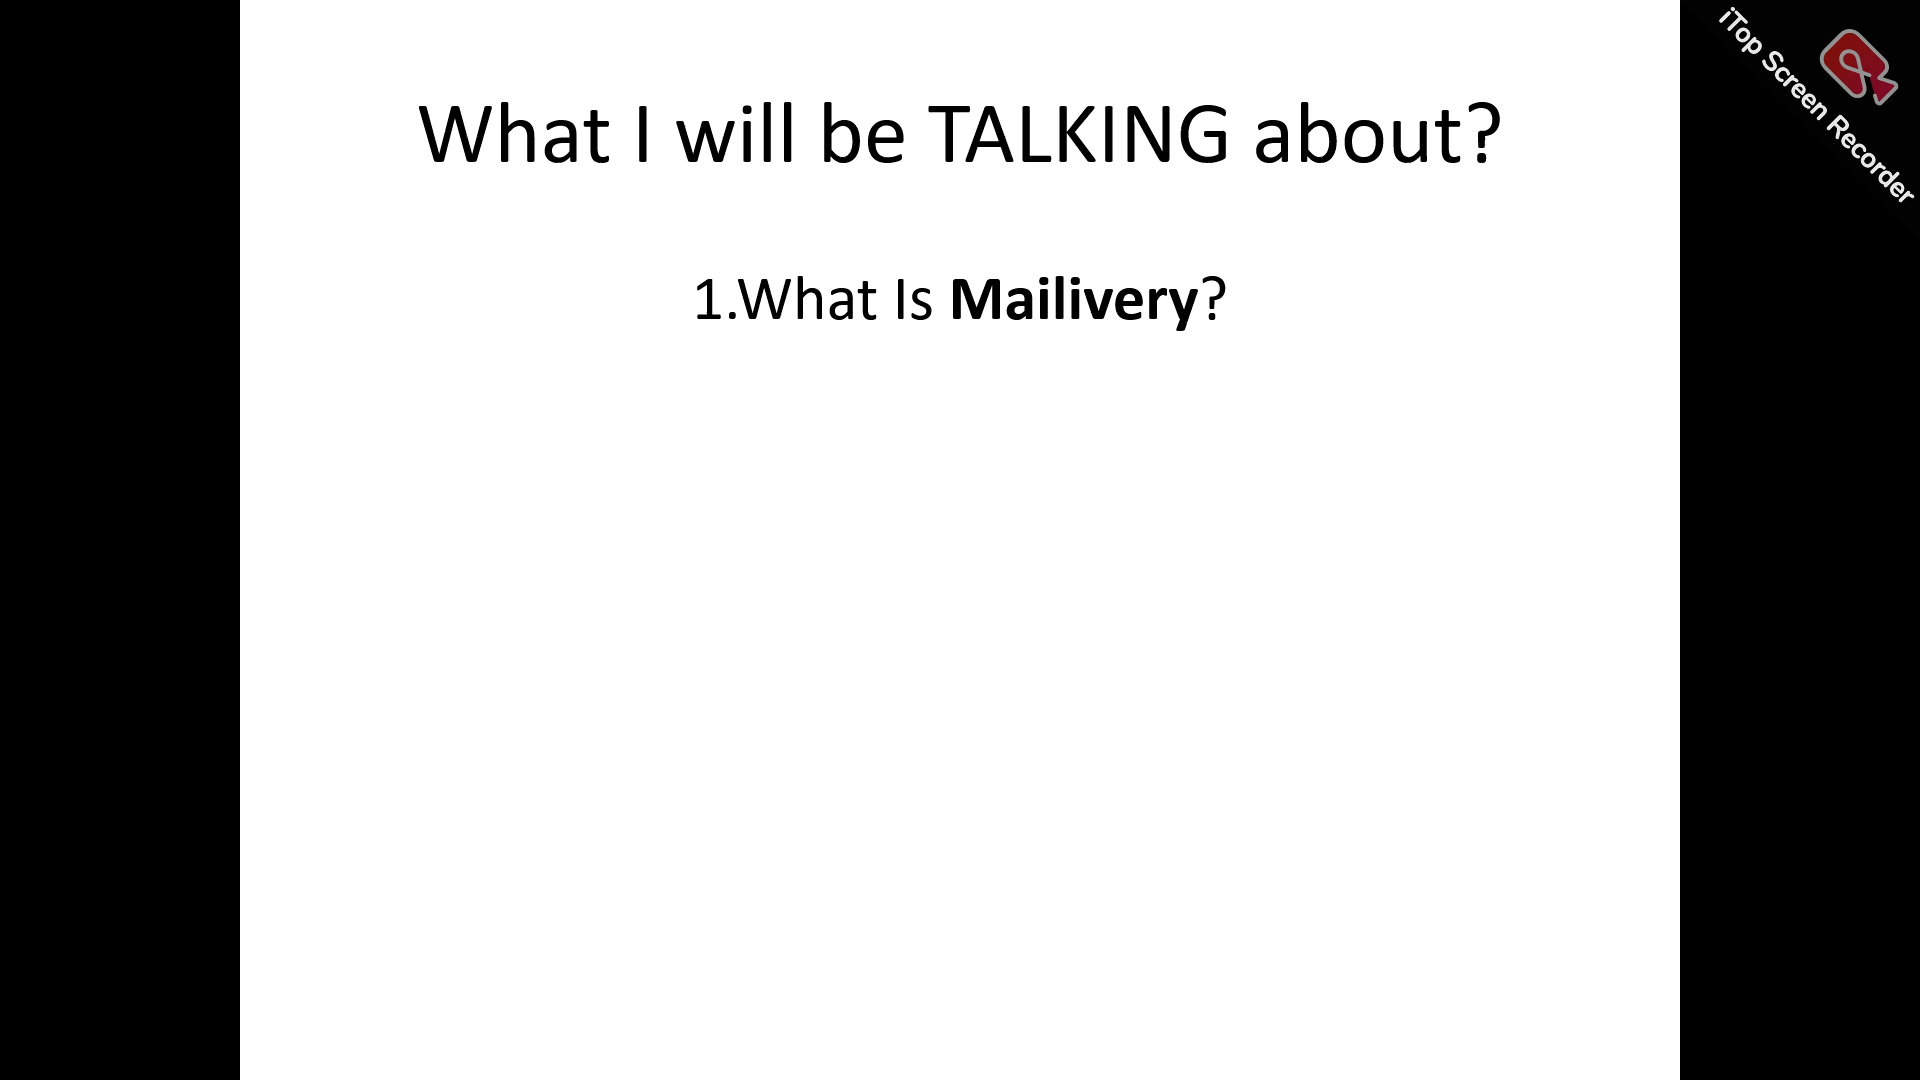 What I will be TALKING about?
1.What Is Mailivery?
iTop Screen Recorder